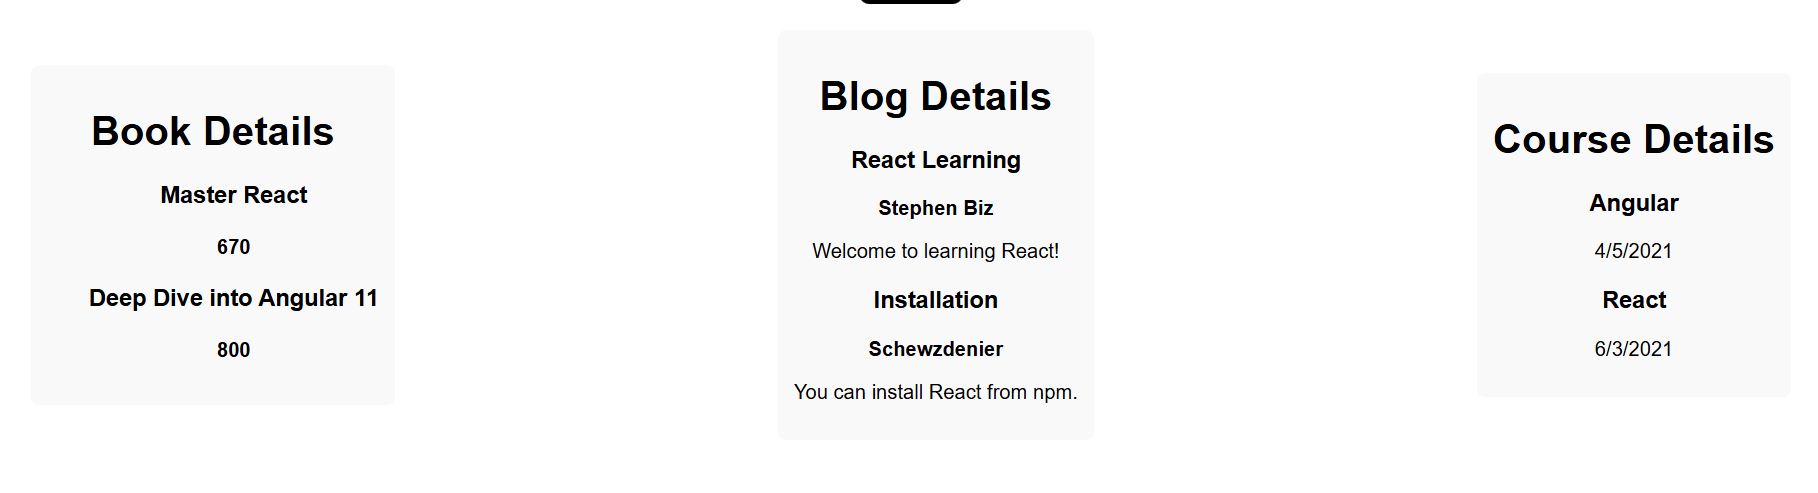 Book Details
Master React
670
Deep Dive into Angular 11
800
Blog Details
React Learning
Stephen Biz
Welcome to learning React!
Installation
Schewzdenier
You can install React from npm.
Course Details
Angular
4/5/2021
React
6/3/2021